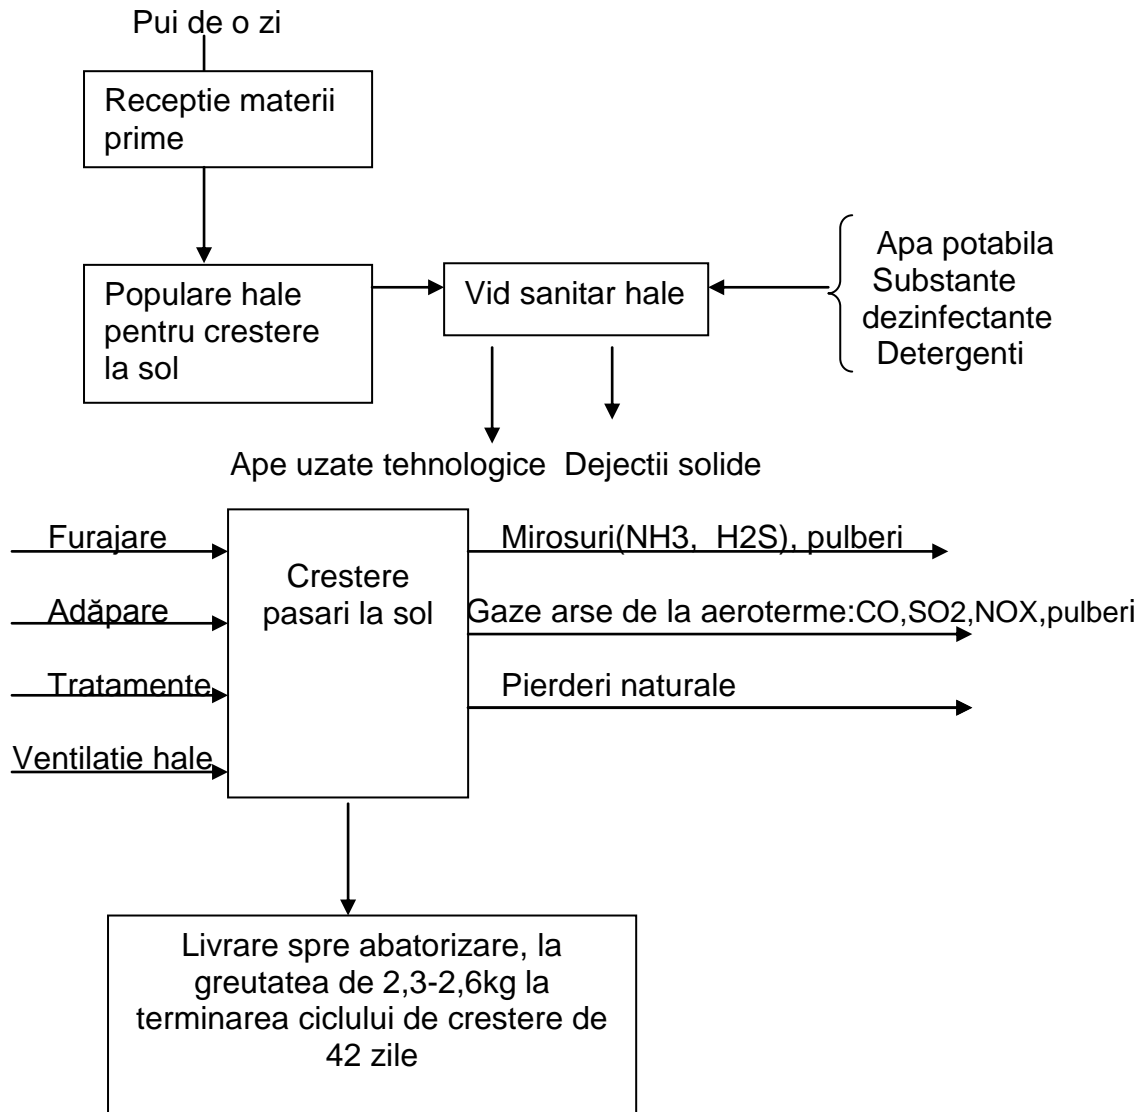 Pui de o zi
Receptie materii
prime
Populare hale
pentru crestere
la sol
Vid sanitar hale
Apa potabila
Substante
dezinfectante
Detergenti
Ape uzate tehnologice Dejectii solide
Furajare
Adăpare
Tratamente
Ventilatie hale
Crestere
pasari la sol
Mirosuri(NH3, H2S), pulberi
Gaze arse de la aeroterme:CO,SO2,NOX,pulberi
Pierderi naturale
Livrare spre abatorizare, la
greutatea de 2,3-2,6kg la
terminarea ciclului de crestere de
42 zile